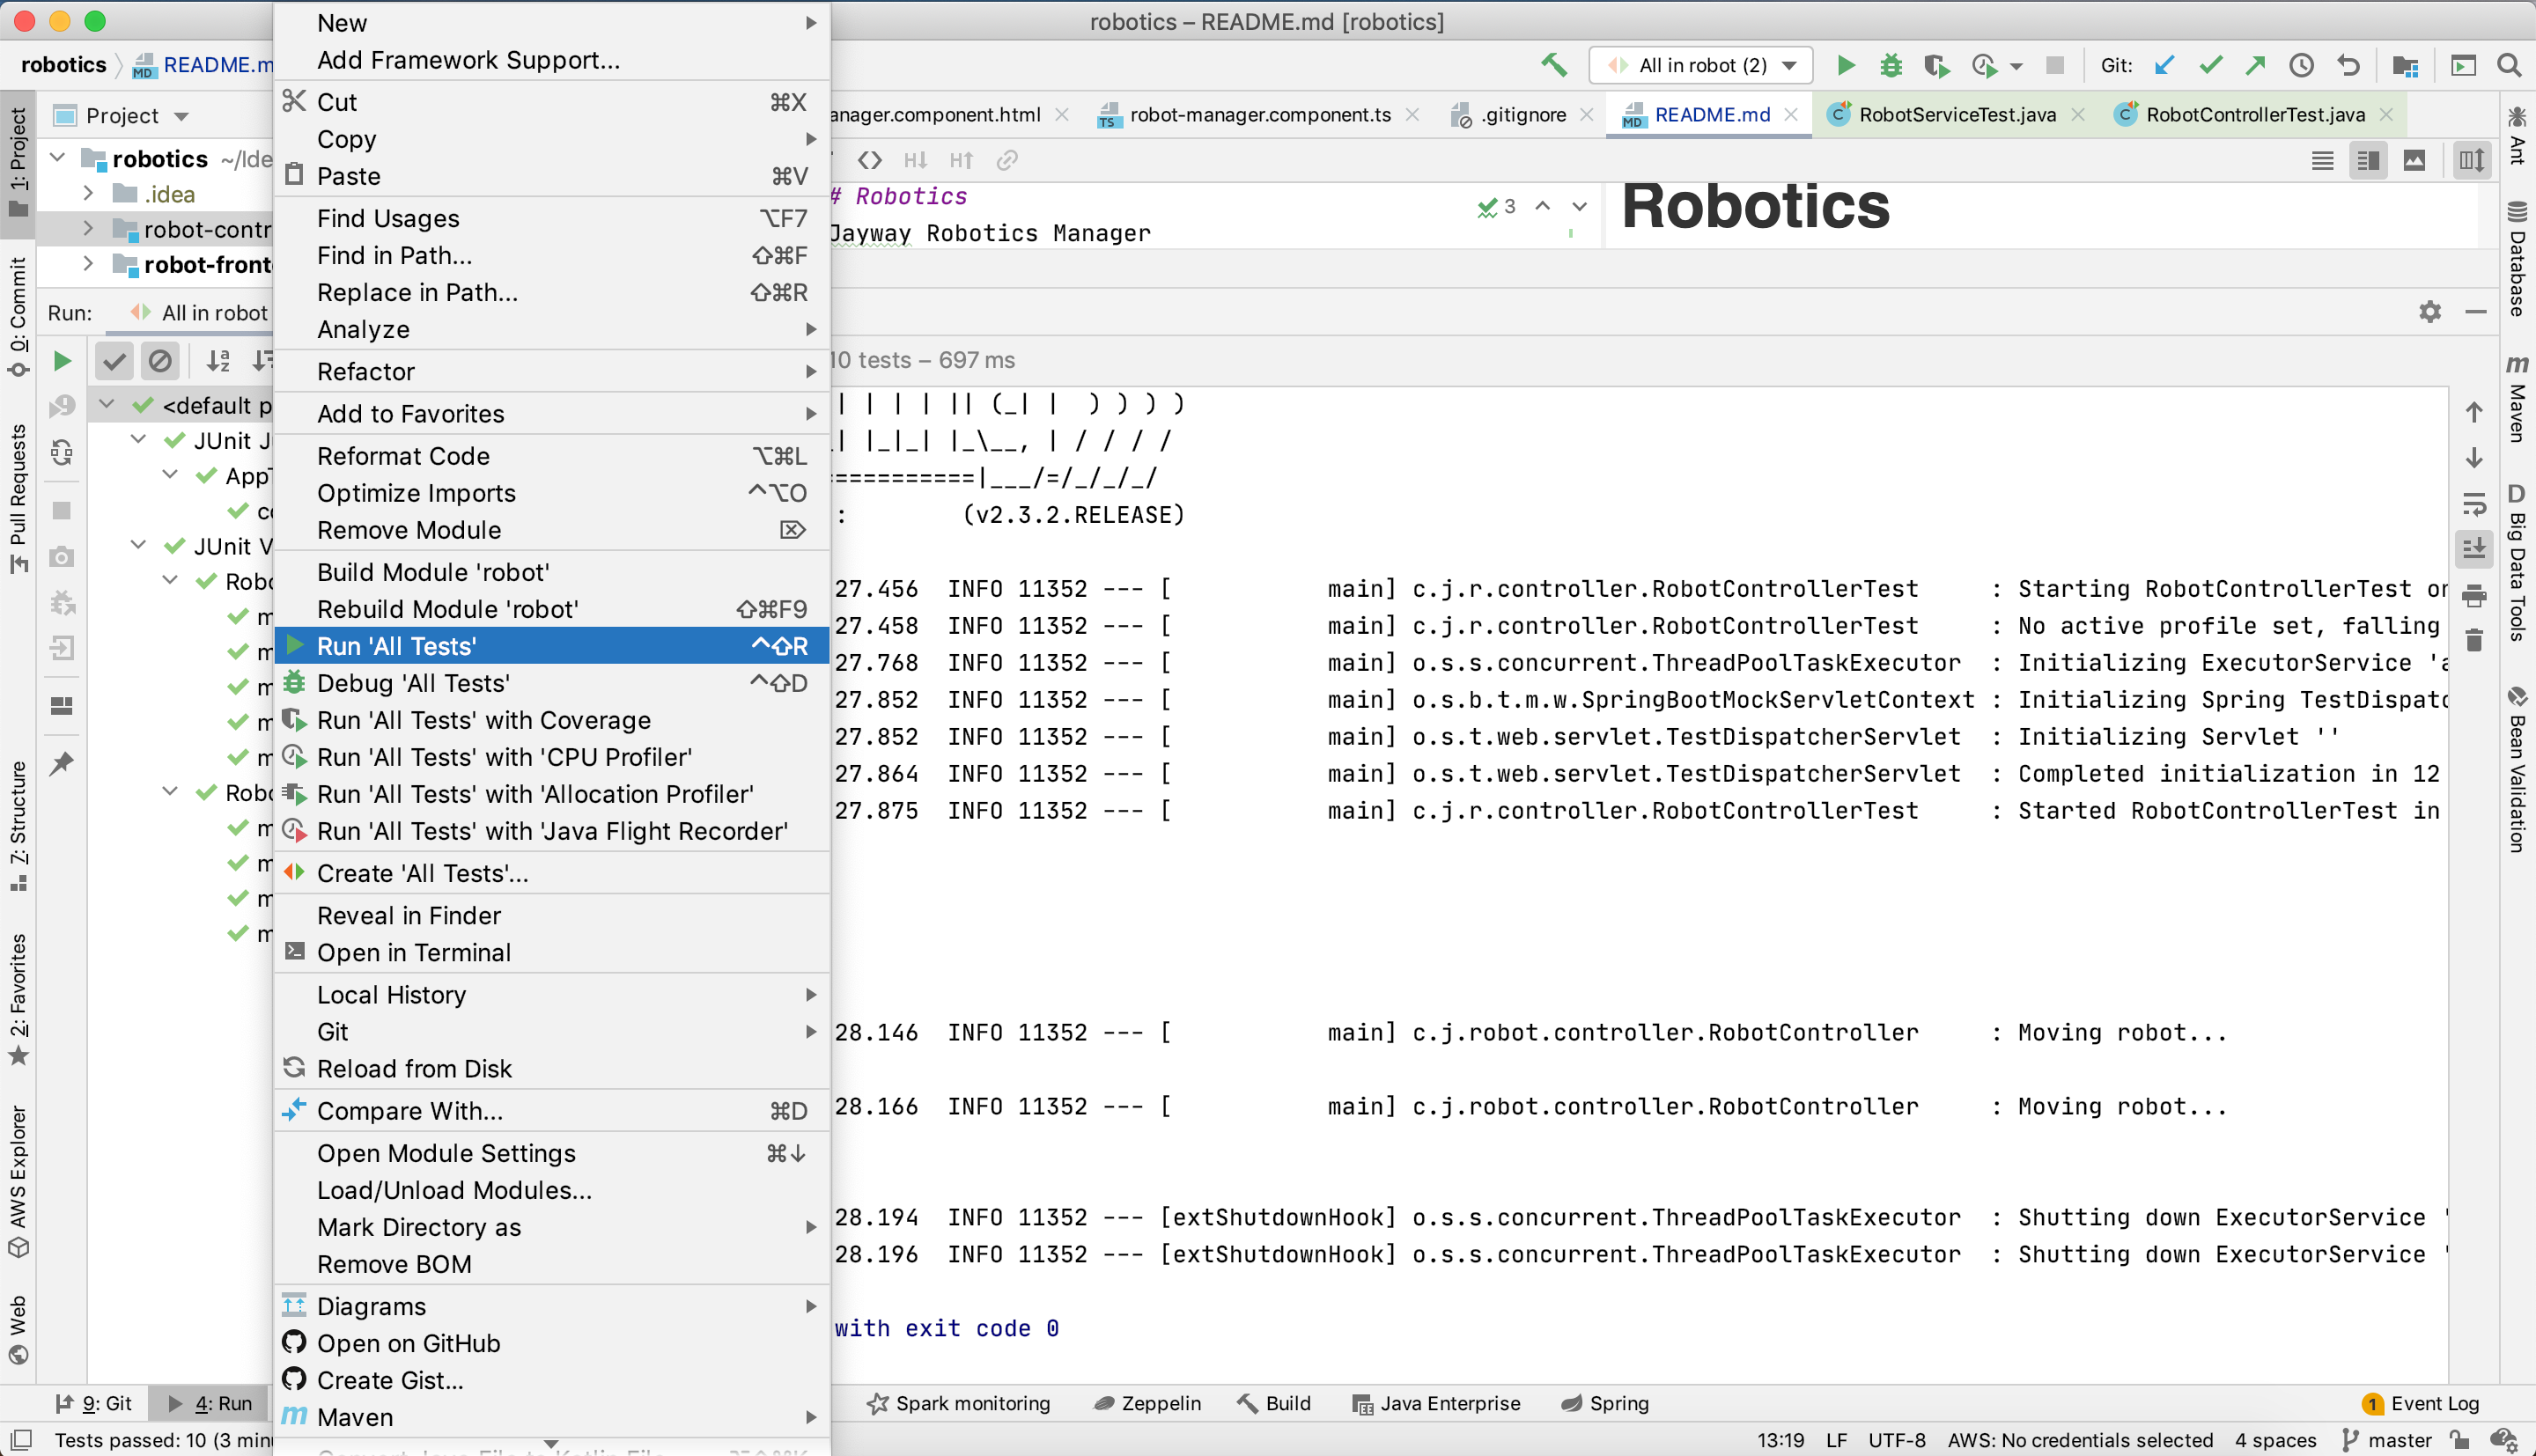 robotics – README.md [robotics]
robotics
README.m
All in robot (2)
Git:
Project
anager.component.html
robot-manager.component.ts
.gitignore
README.md
RobotServiceTest.java
RobotControllerTest.java
robotics ~/Ide
.idea
robot-contr
robot-front
# Robotics
Jayway Robotics Manager
3
Robotics
Run:
All in robot
10 tests – 697 ms
<default p
JUnit J
App
co
JUnit V
Robo
m
m
m
m
m
Robo
m
m
m
m
New
Add Framework Support...
Cut ⌘X
Copy
Paste ⌘V
Find Usages ⌥F7
Find in Path... ⇧⌘F
Replace in Path... ⇧⌘R
Analyze
Refactor
Add to Favorites
Reformat Code ⌥⌘L
Optimize Imports ^⌥O
Remove Module ⌦
Build Module 'robot'
Rebuild Module 'robot' ⇧⌘F9
Run 'All Tests' ^⇧R
Debug 'All Tests' ^⇧D
Run 'All Tests' with Coverage
Run 'All Tests' with 'CPU Profiler'
Run 'All Tests' with 'Allocation Profiler'
Run 'All Tests' with 'Java Flight Recorder'
Create 'All Tests'...
Reveal in Finder
Open in Terminal
Local History
Git
Reload from Disk
Compare With... ⌘D
Open Module Settings ⌘↓
Load/Unload Modules...
Mark Directory as
Remove BOM
Diagrams
Open on GitHub
Create Gist...
Maven
Convert Java File to Kotlin File ⌥⇧⌘K
| | | | || (_| |  ) ) ) )
_| |_|_| |_\__, | / / / /
==========|___/=/_/_/_/
:        (v2.3.2.RELEASE)
27.456  INFO 11352 --- [           main] c.j.r.controller.RobotControllerTest     : Starting RobotControllerTest on
27.458  INFO 11352 --- [           main] c.j.r.controller.RobotControllerTest     : No active profile set, falling
27.768  INFO 11352 --- [           main] o.s.s.concurrent.ThreadPoolTaskExecutor  : Initializing ExecutorService 'a
27.852  INFO 11352 --- [           main] o.s.b.t.m.w.SpringBootMockServletContext : Initializing Spring TestDispatc
27.852  INFO 11352 --- [           main] o.s.t.web.servlet.TestDispatcherServlet  : Initializing Servlet ''
27.864  INFO 11352 --- [           main] o.s.t.web.servlet.TestDispatcherServlet  : Completed initialization in 12
27.875  INFO 11352 --- [           main] c.j.r.controller.RobotControllerTest     : Started RobotControllerTest in
28.146  INFO 11352 --- [           main] c.j.robot.controller.RobotController     : Moving robot...
28.166  INFO 11352 --- [           main] c.j.robot.controller.RobotController     : Moving robot...
28.194  INFO 11352 --- [extShutdownHook] o.s.s.concurrent.ThreadPoolTaskExecutor  : Shutting down ExecutorService '
28.196  INFO 11352 --- [extShutdownHook] o.s.s.concurrent.ThreadPoolTaskExecutor  : Shutting down ExecutorService '
with exit code 0
1: Project
0: Commit
Pull Requests
7: Structure
2: Favorites
AWS Explorer
Web
Ant
Database
Maven
Big Data Tools
Bean Validation
9: Git
4: Run
Spark monitoring
Zeppelin
Build
Java Enterprise
Spring
1 Event Log
Tests passed: 10 (3 minu
13:19 LF UTF-8 AWS: No credentials selected 4 spaces master